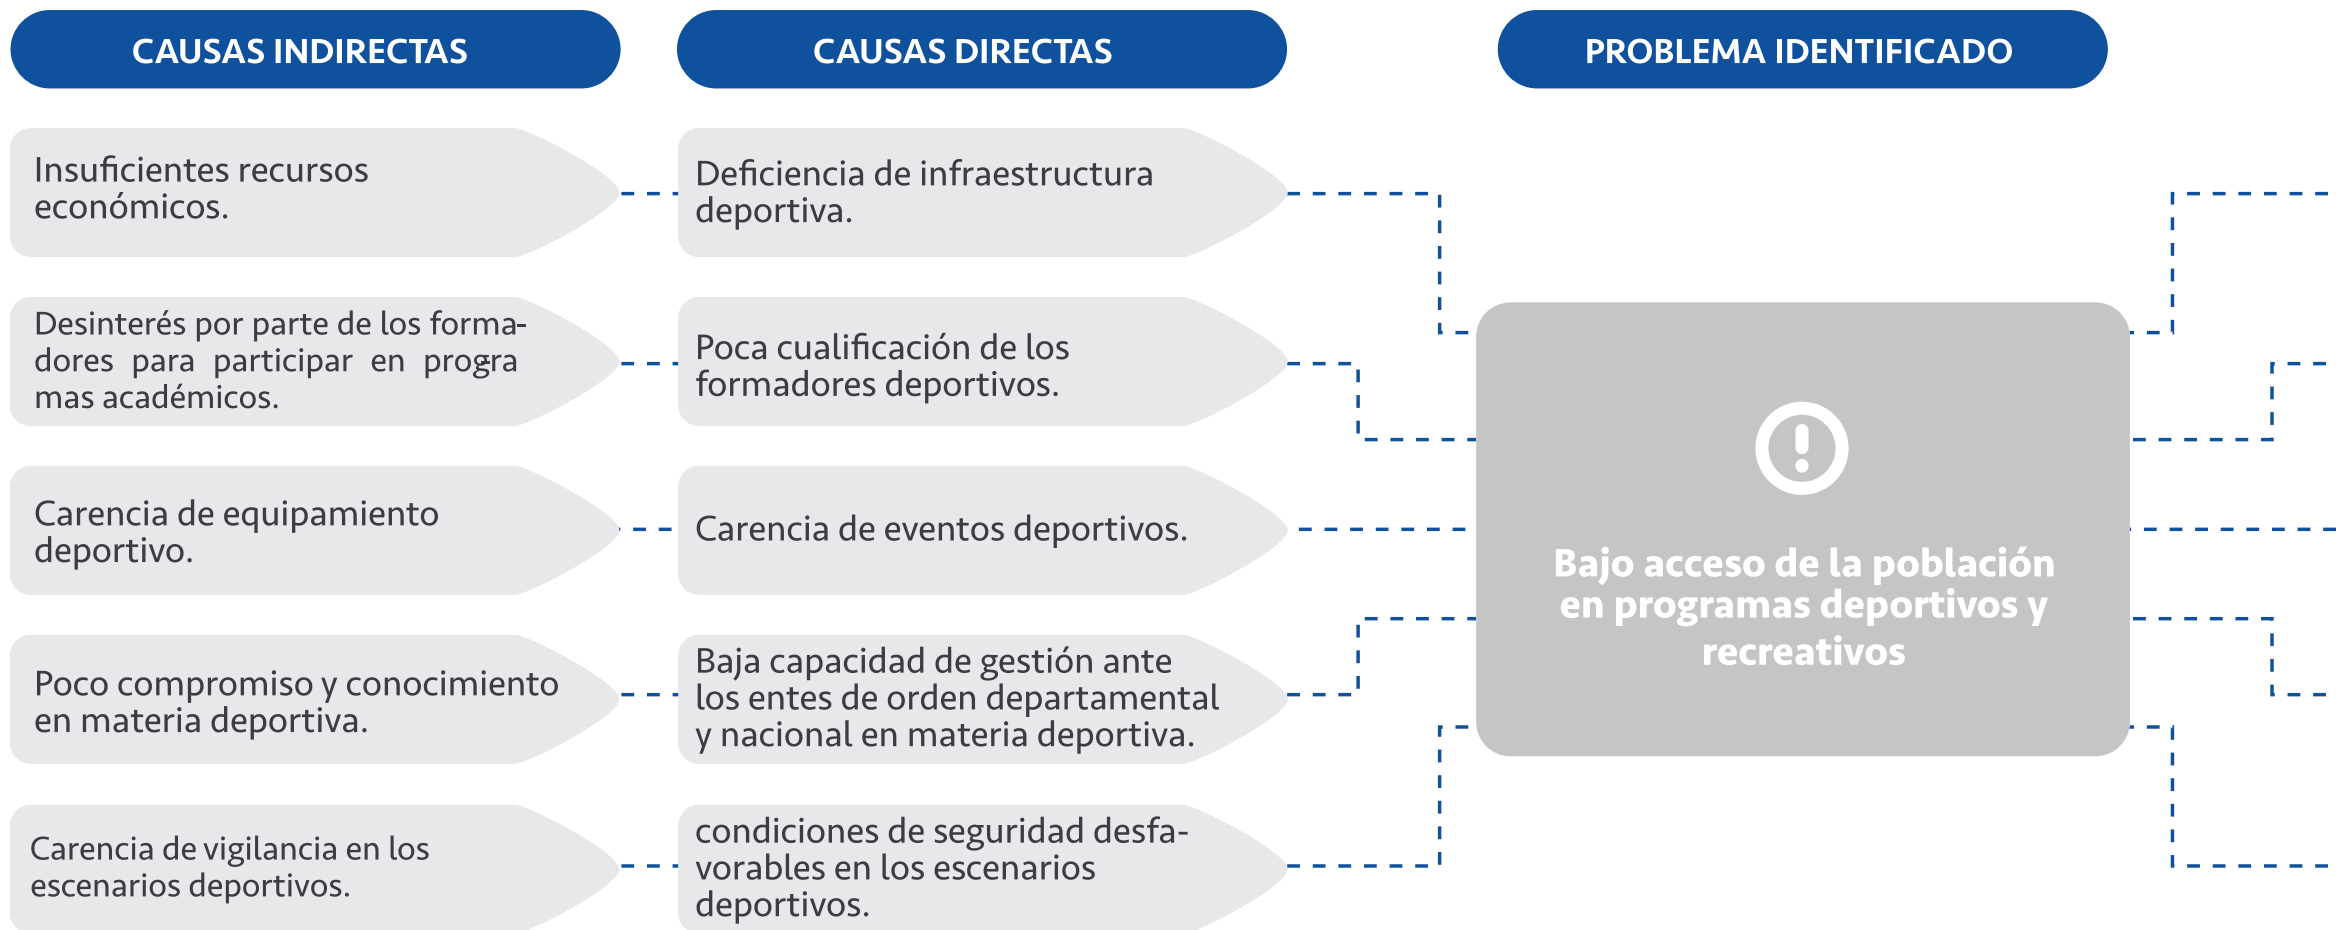 CAUSAS INDIRECTAS
CAUSAS DIRECTAS
PROBLEMA IDENTIFICADO
Insuficientes recursos
económicos.
Deficiencia de infraestructura
deportiva.
Desinterés por parte de los forma-
dores para participar en progra-
mas académicos.
Poca cualificación de los
formadores deportivos.
Carencia de equipamiento
deportivo.
Carencia de eventos deportivos.
Poco compromiso y conocimiento
en materia deportiva.
Baja capacidad de gestión ante
los entes de orden departamental
y nacional en materia deportiva.
Carencia de vigilancia en los
escenarios deportivos.
condiciones de seguridad desfa-
vorables en los escenarios
deportivos.
Bajo acceso de la población
en programas deportivos y
recreativos